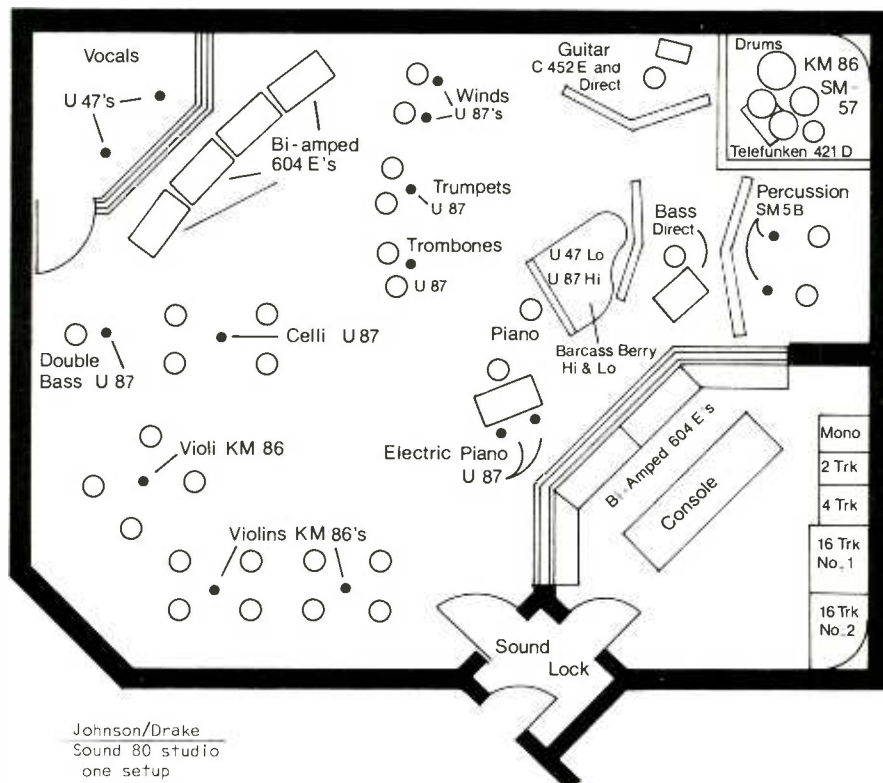 Vocals
U 47's
Bi-amped
604 E's
Winds
U 87's
Guitar
C 452 E and
Direct
Drums
KM 86
SM-
57
Telefunken 421 D
Trumpets
U 87
Trombones
U 87
U 47 Lo
U 87 Hi
Bass
Direct
Percussion
SM 5 B
Piano
Barcass Berry
Hi & Lo
Double
Bass U 87
Celli U 87
Violi KM 86
Electric Piano
U 87
Violins KM 86's
Bi-Amped 604 E's
Console
Mono
2 Trk
4 Trk
16 Trk
No. 1
16 Trk
No. 2
Sound
Lock
Johnson/Drake
Sound 80 studio
one setup